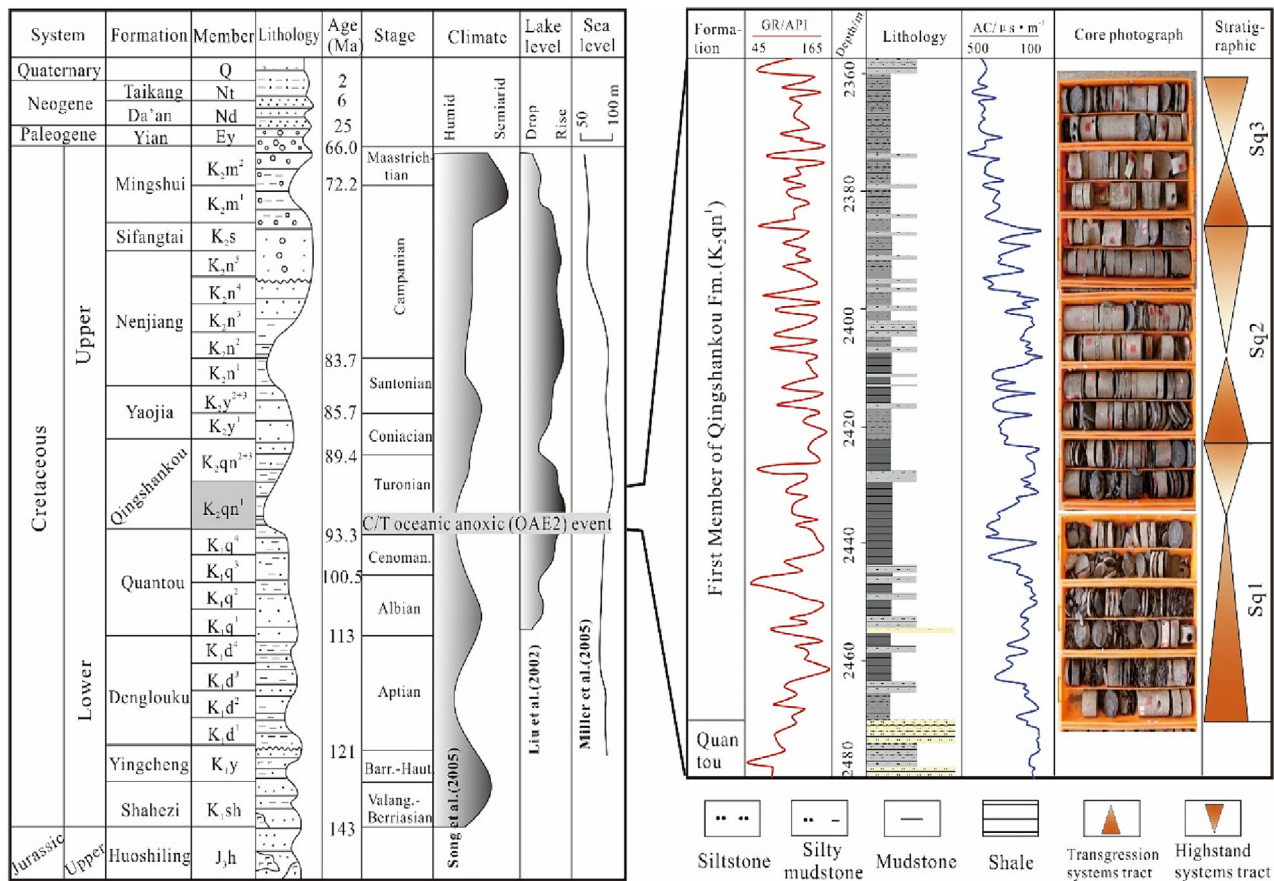 System Formation Member Lithology Age (Ma) Stage Climate Lake level Sea level
Humid Semiarid Drop Rise 50 100 m
Quaternary Q
2
Neogene Taikang Nt
6
Da'an Nd
25
Paleogene Yian Ey
66.0
Cretaceous Upper Mingshui K₂m² Maastrich-tian
72.2
K₂m¹
Sifangtai K₂s Campanian
Nenjiang K₂n⁵
K₂n⁴
K₂n³
K₂n²
83.7
K₂n¹ Santonian
Yaojia K₂y²⁺³
85.7
K₂y¹ Coniacian
89.4
Qingshankou K₂qn²⁺³ Turonian
K₂qn¹
C/T oceanic anoxic (OAE2) event
93.3
Lower Quantou K₁q⁴ Cenoman.
K₁q³
100.5
K₁q² Albian
K₁q¹
113
Denglouku K₁d⁴ Aptian
K₁d³
K₁d²
K₁d¹
121
Yingcheng K₁y Barr.-Haut.
Shahezi K₁sh Valang.-Berriasian
143
Jurassic Upper Huoshiling J₃h
Song et al.(2005)
Liu et al.(2002)
Miller et al.(2005)
Forma-tion GR/API Depth/m Lithology AC/μs·m⁻¹ Core photograph Stratig-raphic
45 165 500 100
First Member of Qingshankou Fm.(K₂qn¹)
Quan
tou
2360
2380
2400
2420
2440
2460
2480
Sq3
Sq2
Sq1
Siltstone
Silty
mudstone
Mudstone
Shale
Transgression
systems tract
Highstand
systems tract